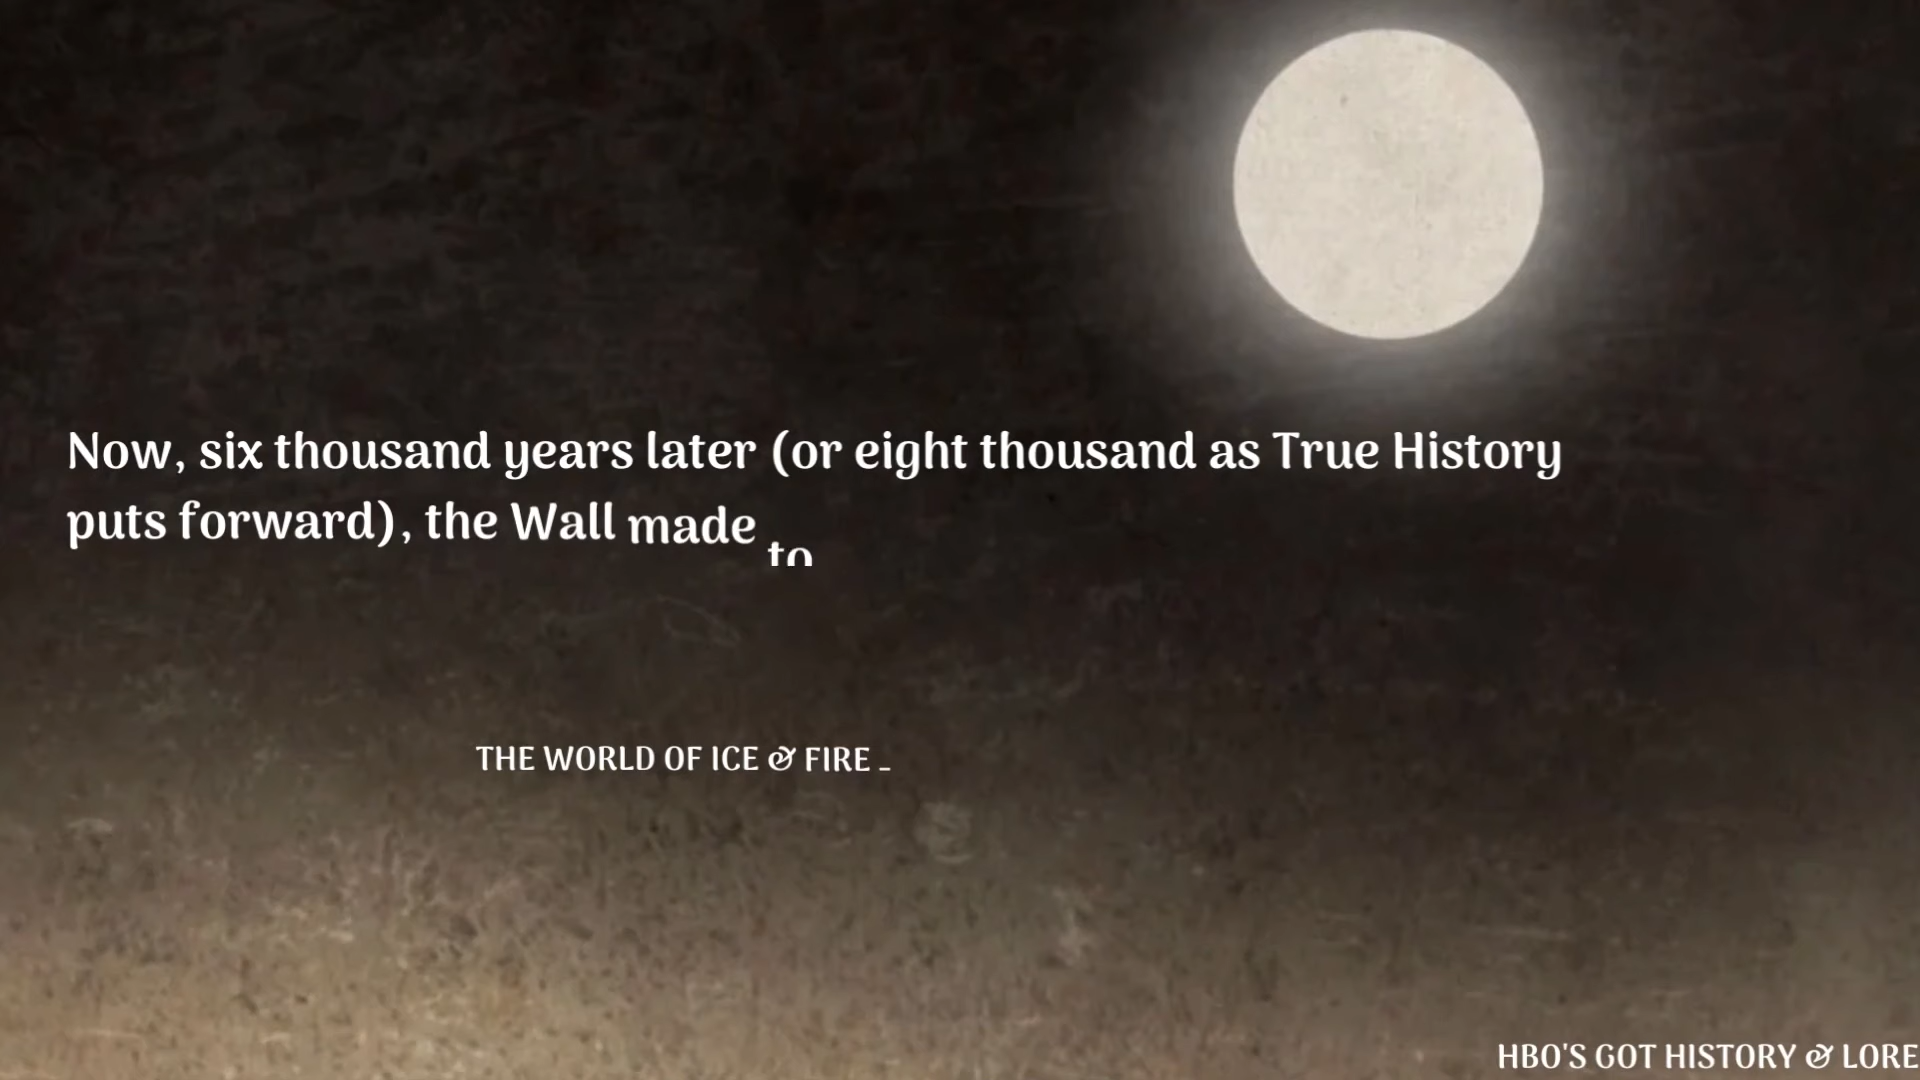 Now, six thousand years later (or eight thousand as True History
puts forward), the Wall made to
THE WORLD OF ICE & FIRE -
HBO'S GOT HISTORY & LORE